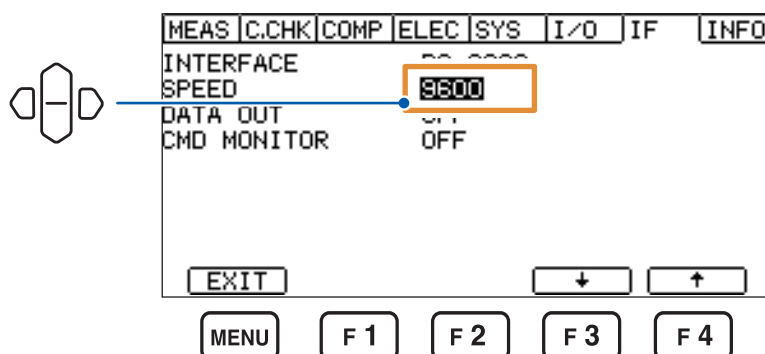 MEAS C.CHK COMP ELEC SYS I/O IF INFO
INTERFACE
SPEED 9600
DATA OUT
CMD MONITOR OFF
EXIT ↓ ↑
MENU F1 F2 F3 F4